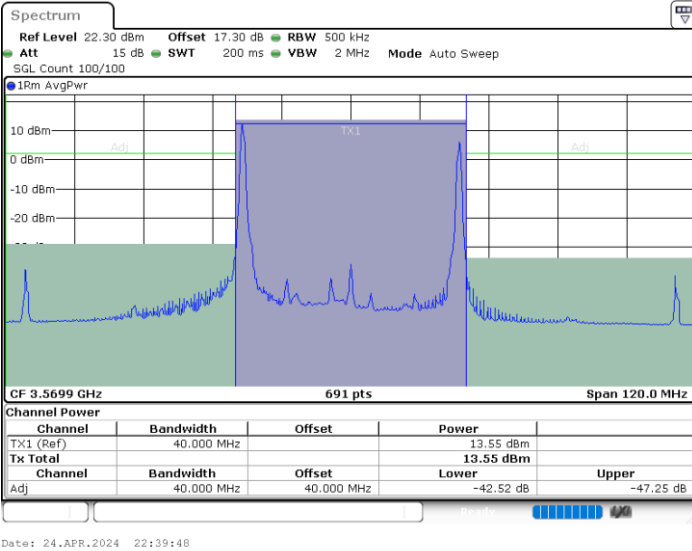 Spectrum
Ref Level 22.30 dBm Offset 17.30 dB RBW 500 kHz
Att 15 dB SWT 200 ms VBW 2 MHz Mode Auto Sweep
SGL Count 100/100
1Rm AvgPwr
10 dBm
TX1
Adj Adj
0 dBm
-10 dBm
-20 dBm
CF 3.5699 GHz 691 pts Span 120.0 MHz
Channel Power
Channel Bandwidth Offset Power
TX1 (Ref) 40.000 MHz 13.55 dBm
Tx Total 13.55 dBm
Channel Bandwidth Offset Lower Upper
Adj 40.000 MHz 40.000 MHz -42.52 dB -47.25 dB
Ready
Date: 24.APR.2024 22:39:48